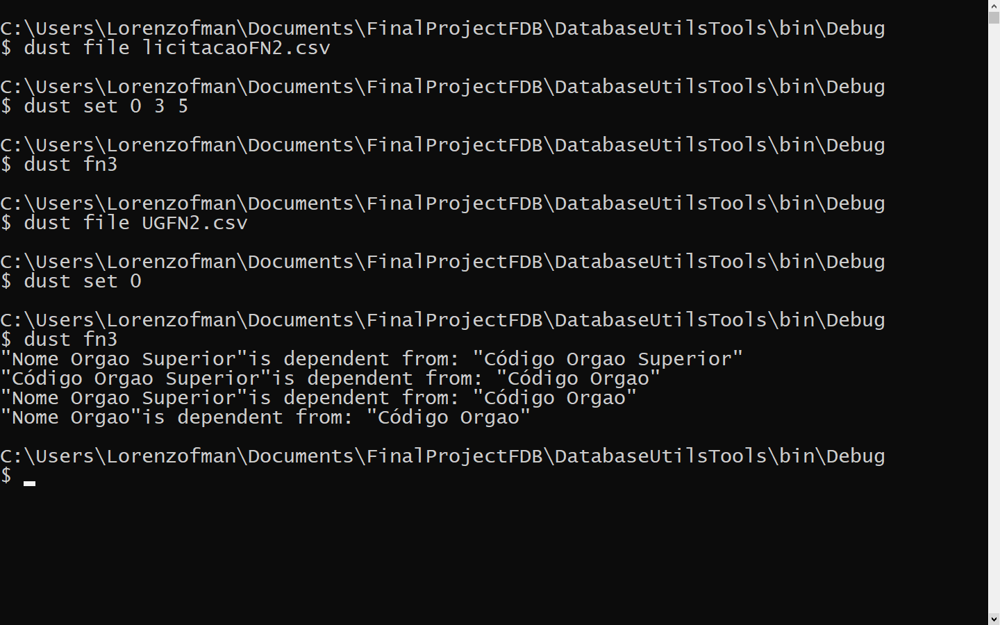 C:\Users\Lorenzofman\Documents\FinalProjectFDB\DatabaseUtilsTools\bin\Debug
$ dust file licitacaoFN2.csv
C:\Users\Lorenzofman\Documents\FinalProjectFDB\DatabaseUtilsTools\bin\Debug
$ dust set 0 3 5
C:\Users\Lorenzofman\Documents\FinalProjectFDB\DatabaseUtilsTools\bin\Debug
$ dust fn3
C:\Users\Lorenzofman\Documents\FinalProjectFDB\DatabaseUtilsTools\bin\Debug
$ dust file UGFN2.csv
C:\Users\Lorenzofman\Documents\FinalProjectFDB\DatabaseUtilsTools\bin\Debug
$ dust set 0
C:\Users\Lorenzofman\Documents\FinalProjectFDB\DatabaseUtilsTools\bin\Debug
$ dust fn3
"Nome Orgao Superior"is dependent from: "Código Orgao Superior"
"Código Orgao Superior"is dependent from: "Código Orgao"
"Nome Orgao Superior"is dependent from: "Código Orgao"
"Nome Orgao"is dependent from: "Código Orgao"
C:\Users\Lorenzofman\Documents\FinalProjectFDB\DatabaseUtilsTools\bin\Debug
$